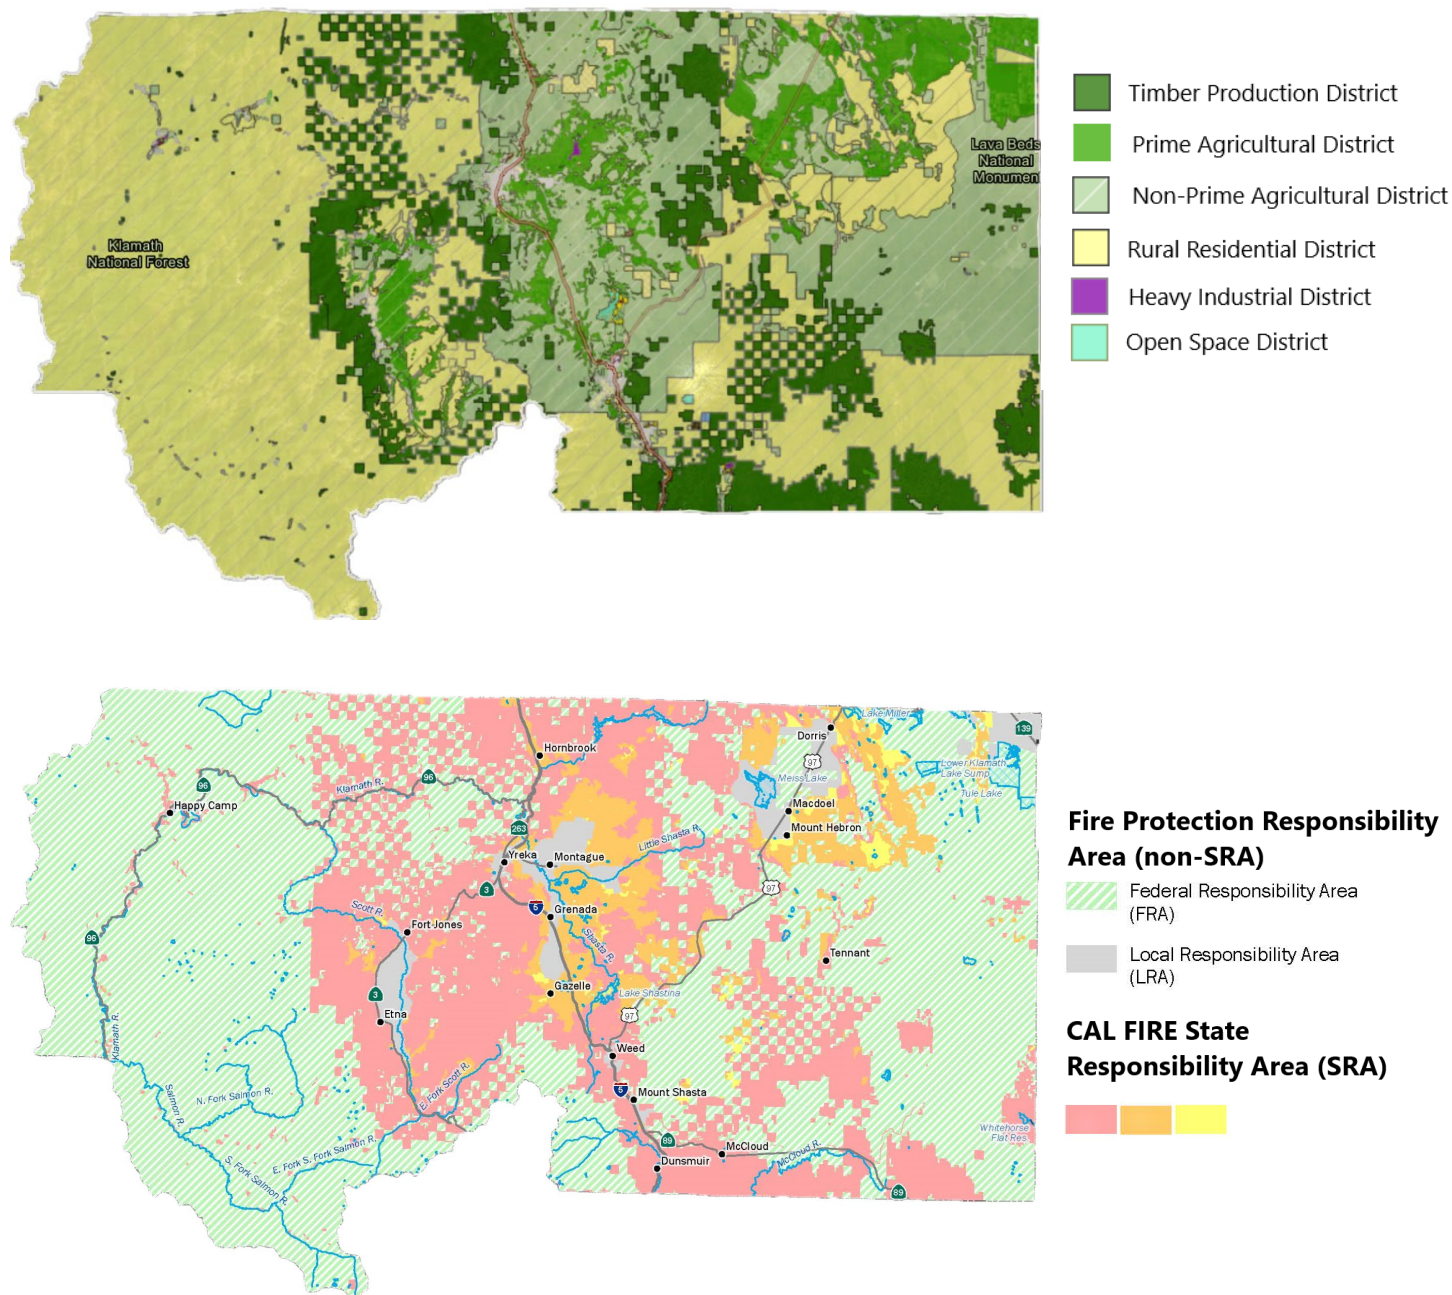 Klamath
National Forest
Lava Beds
National
Monumen
Timber Production District
Prime Agricultural District
Non-Prime Agricultural District
Rural Residential District
Heavy Industrial District
Open Space District
Lake Miller
139
Dorris
Hornbrook
97
Lower Klamath
Lake Sump
Meiss Lake
96
Klamath R.
96
Tule Lake
Happy Camp
Macdoel
263
Mount Hebron
Little Shasta R.
Yreka
Montague
3
97
5
Grenada
Scott R.
Fort Jones
96
Shasta R.
Tennant
3
Gazelle
Lake Shastina
Etna
97
Klamath R.
Weed
E. Fork Scott R.
5
Mount Shasta
Salmon R.
N. Fork Salmon R.
Whitehorse
Flat Res.
89
McCloud
McCloud R.
E. Fork S. Fork Salmon R.
Dunsmuir
S. Fork Salmon R.
89
Fire Protection Responsibility
Area (non-SRA)
Federal Responsibility Area
(FRA)
Local Responsibility Area
(LRA)
CAL FIRE State
Responsibility Area (SRA)